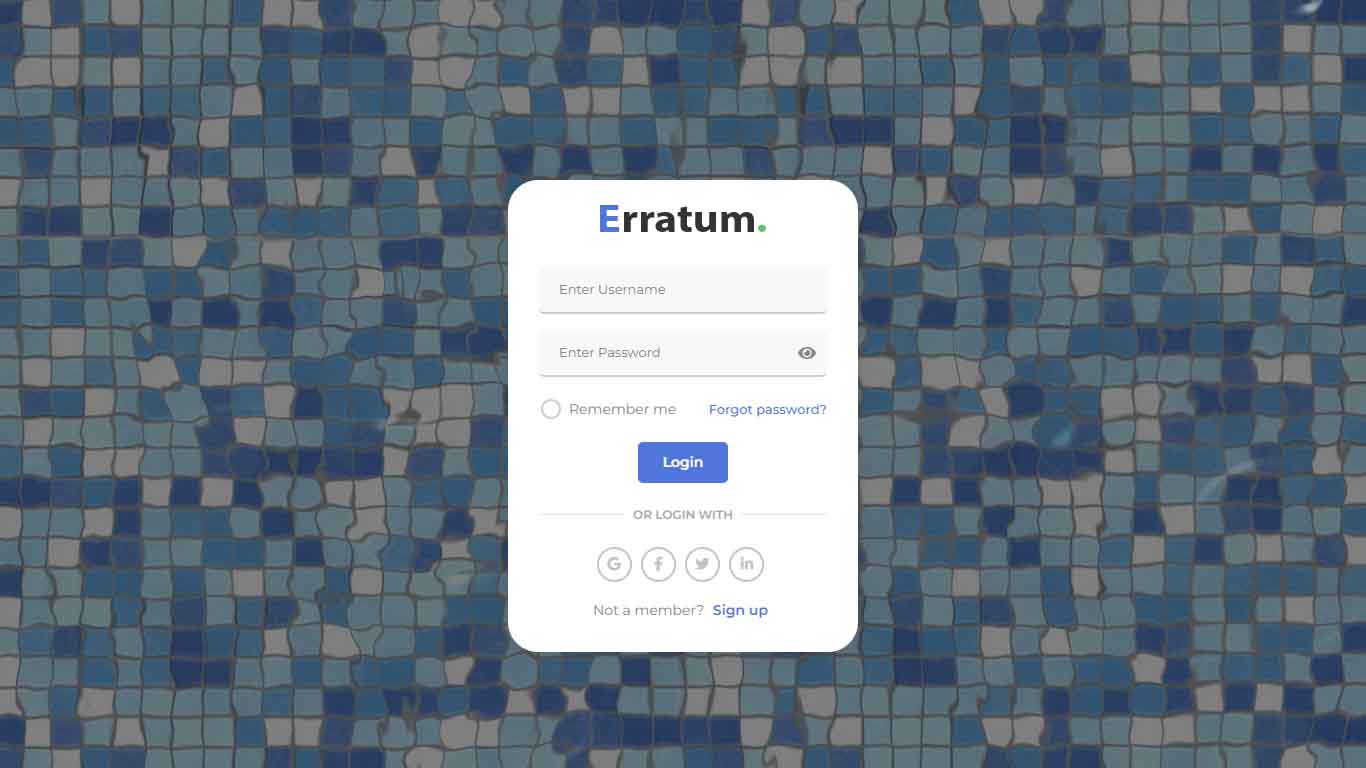 Erratum.
Enter Username
Enter Password
Remember me Forgot password?
Login
OR LOGIN WITH
Not a member? Sign up